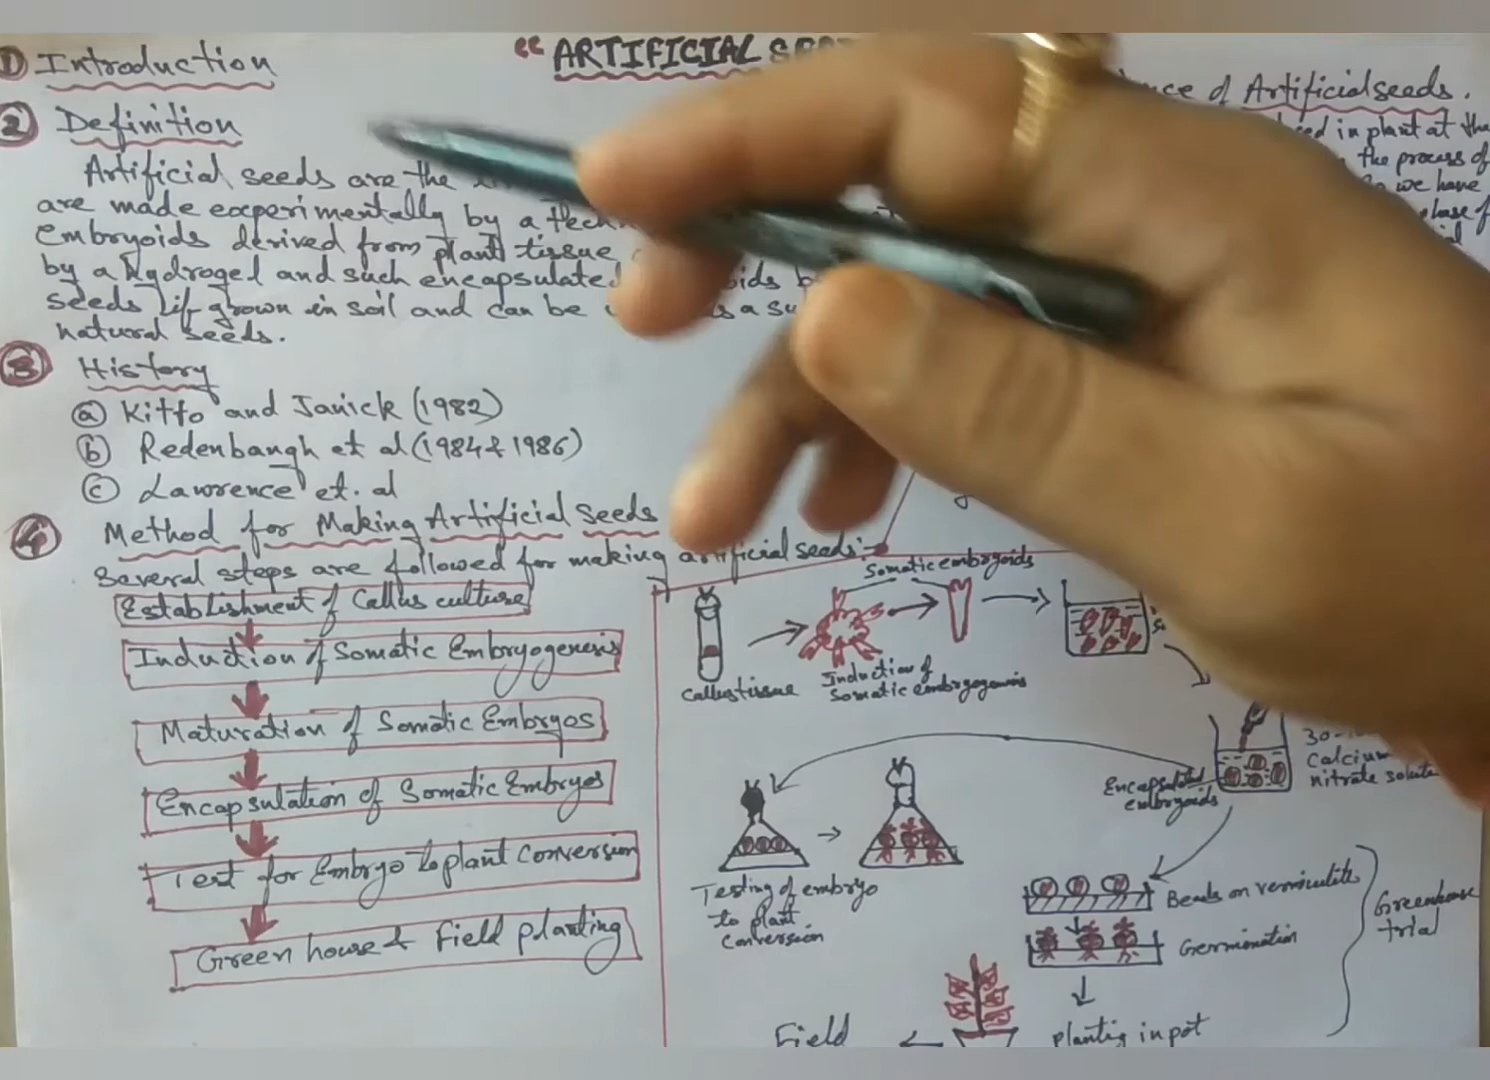 ① Introduction
"ARTIFICIAL
② Definition
Artificial seeds are the
are made experimentally by a
embryoids derived from plant tissue
by a hydrogel and such encapsulated
seeds if grown in soil and can be
natural seeds.
③ History
ⓐ Kitto and Janick (1982)
ⓑ Redenbangh et al (1984 & 1986)
ⓒ Lawrence et. al
④ Method for Making Artificial Seeds
Several steps are followed for making artificial seeds:-
Establishment of Callus culture
Induction of Somatic Embryogenesis
Maturation of Somatic Embryos
Encapsulation of Somatic Embryos
Test for Embryo to plant conversion
Green house & Field planting
of Artificial seeds.
in plant at the
the process of
we have
Somatic embryoids
Callus tissue
Induction of
Somatic embryogenesis
Calcium
nitrate
Encapsulated
embryoids
Testing of embryo
to plant
conversion
Beads on vermiculite
Germination
Greenhouse
trial
planting in pot
Field